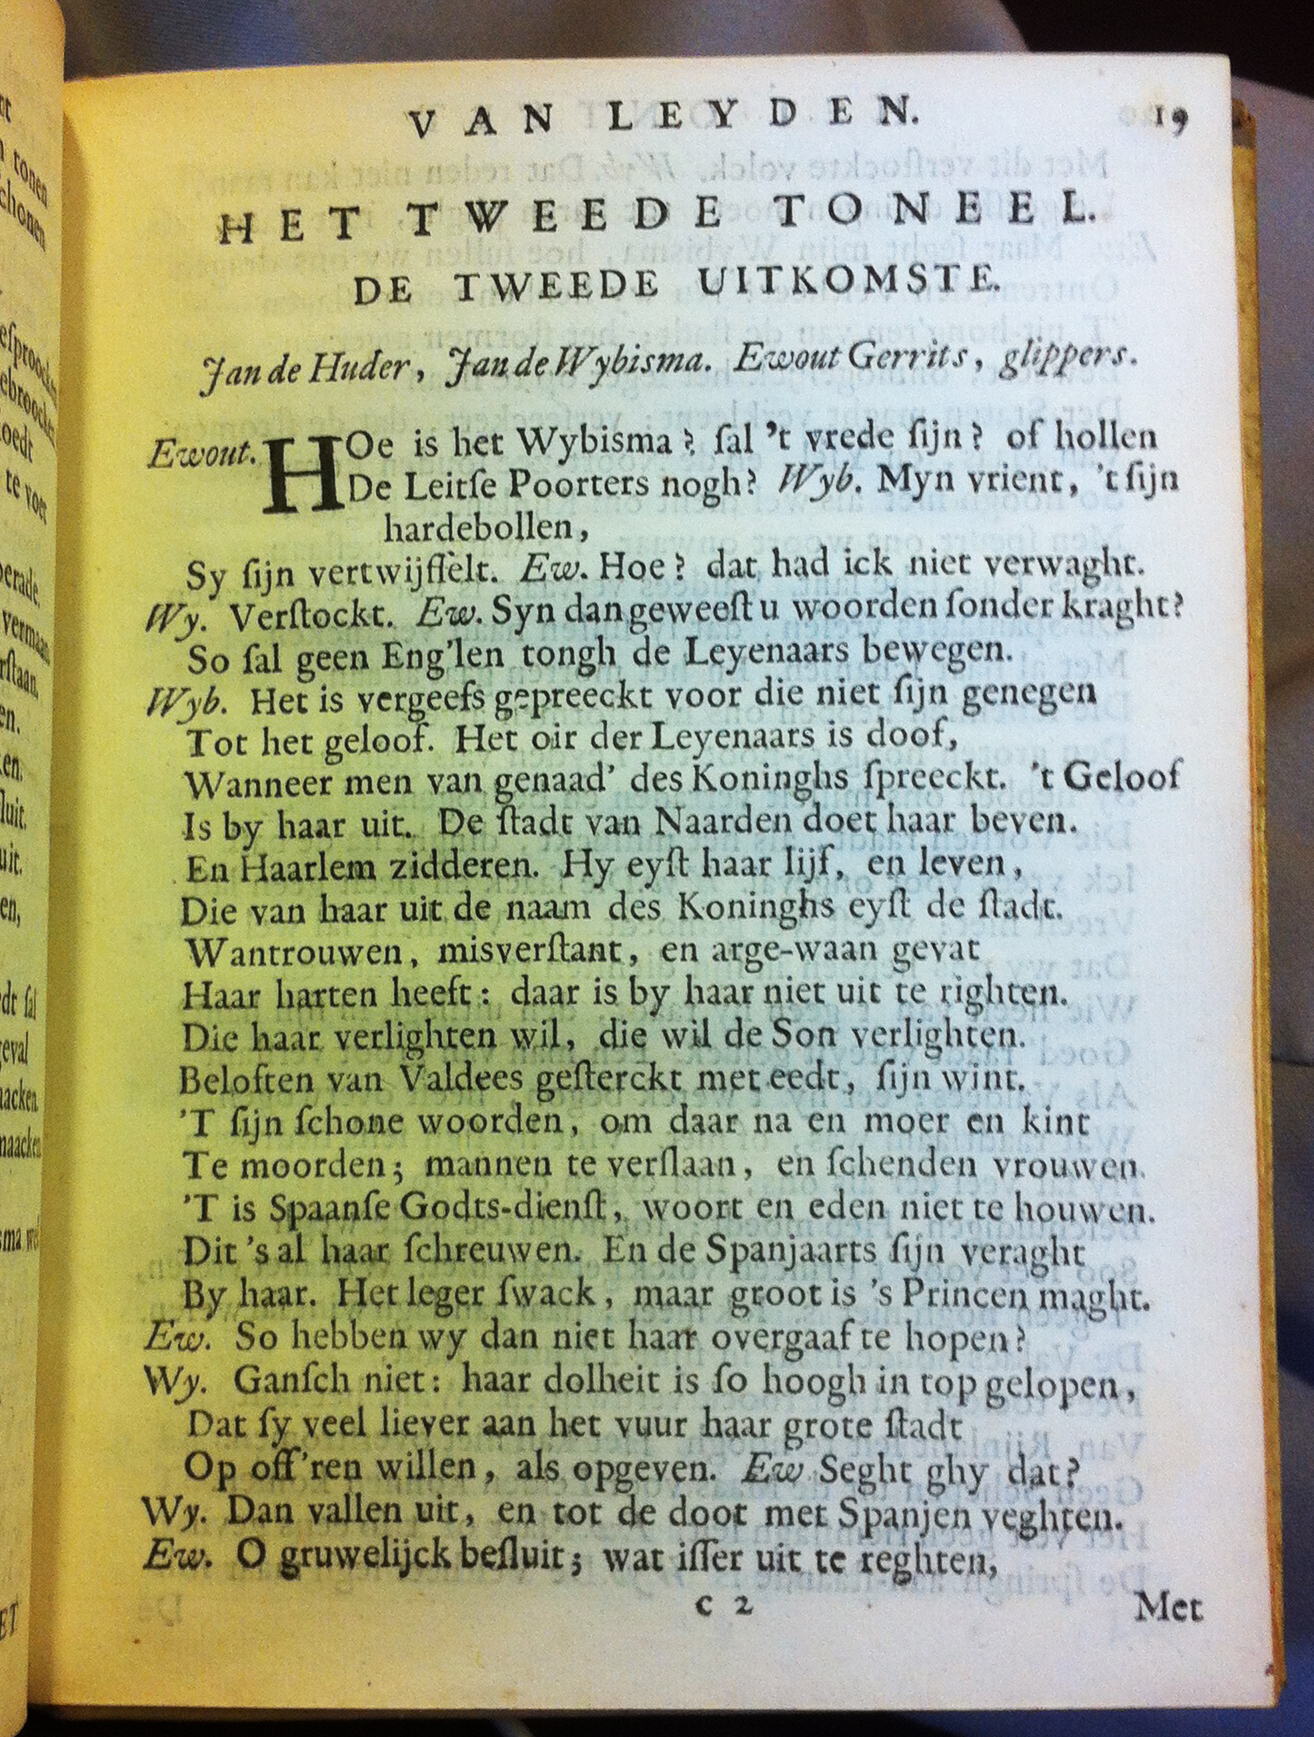 VAN LEYDEN. 19
HET TWEEDE TONEEL.
DE TWEEDE UITKOMSTE.
Jan de Huder, Jan de Wybisma. Ewout Gerrits, glippers.
Ewout. HOe is het Wybisma? ſal 't vrede ſijn? of hollen
De Leitſe Poorters nogh? Wyb. Myn vrient, 't ſijn
hardebollen,
Sy ſijn vertwijffelt. Ew. Hoe? dat had ick niet verwaght.
Wy. Verſtockt. Ew. Syn dan geweeſt u woorden ſonder kraght?
So ſal geen Eng'len tongh de Leyenaars bewegen.
Wyb. Het is vergeefs gepreeckt voor die niet ſijn genegen
Tot het geloof. Het oir der Leyenaars is doof,
Wanneer men van genaad' des Koninghs ſpreeckt. 't Geloof
Is by haar uit. De ſtadt van Naarden doet haar beven.
En Haarlem zidderen. Hy eyſt haar lijf, en leven,
Die van haar uit de naam des Koninghs eyſt de ſtadt.
Wantrouwen, misverſtant, en arge-waan gevat
Haar harten heeft: daar is by haar niet uit te righten.
Die haar verlighten wil, die wil de Son verlighten.
Beloften van Valdees geſterckt met eedt, ſijn wint.
'T ſijn ſchone woorden, om daar na en moer en kint
Te moorden; mannen te verſlaan, en ſchenden vrouwen.
'T is Spaanſe Godts-dienſt, woort en eden niet te houwen.
Dit 's al haar ſchreuwen. En de Spanjaarts ſijn veraght
By haar. Het leger ſwack, maar groot is 's Princen maght.
Ew. So hebben wy dan niet haar overgaaf te hopen?
Wy. Ganſch niet: haar dolheit is ſo hoogh in top gelopen,
Dat ſy veel liever aan het vuur haar grote ſtadt
Op off'ren willen, als opgeven. Ew Seght ghy dat?
Wy. Dan vallen uit, en tot de doot met Spanjen veghten.
Ew. O gruwelijck beſluit; wat iſſer uit te reghten,
C 2 Met